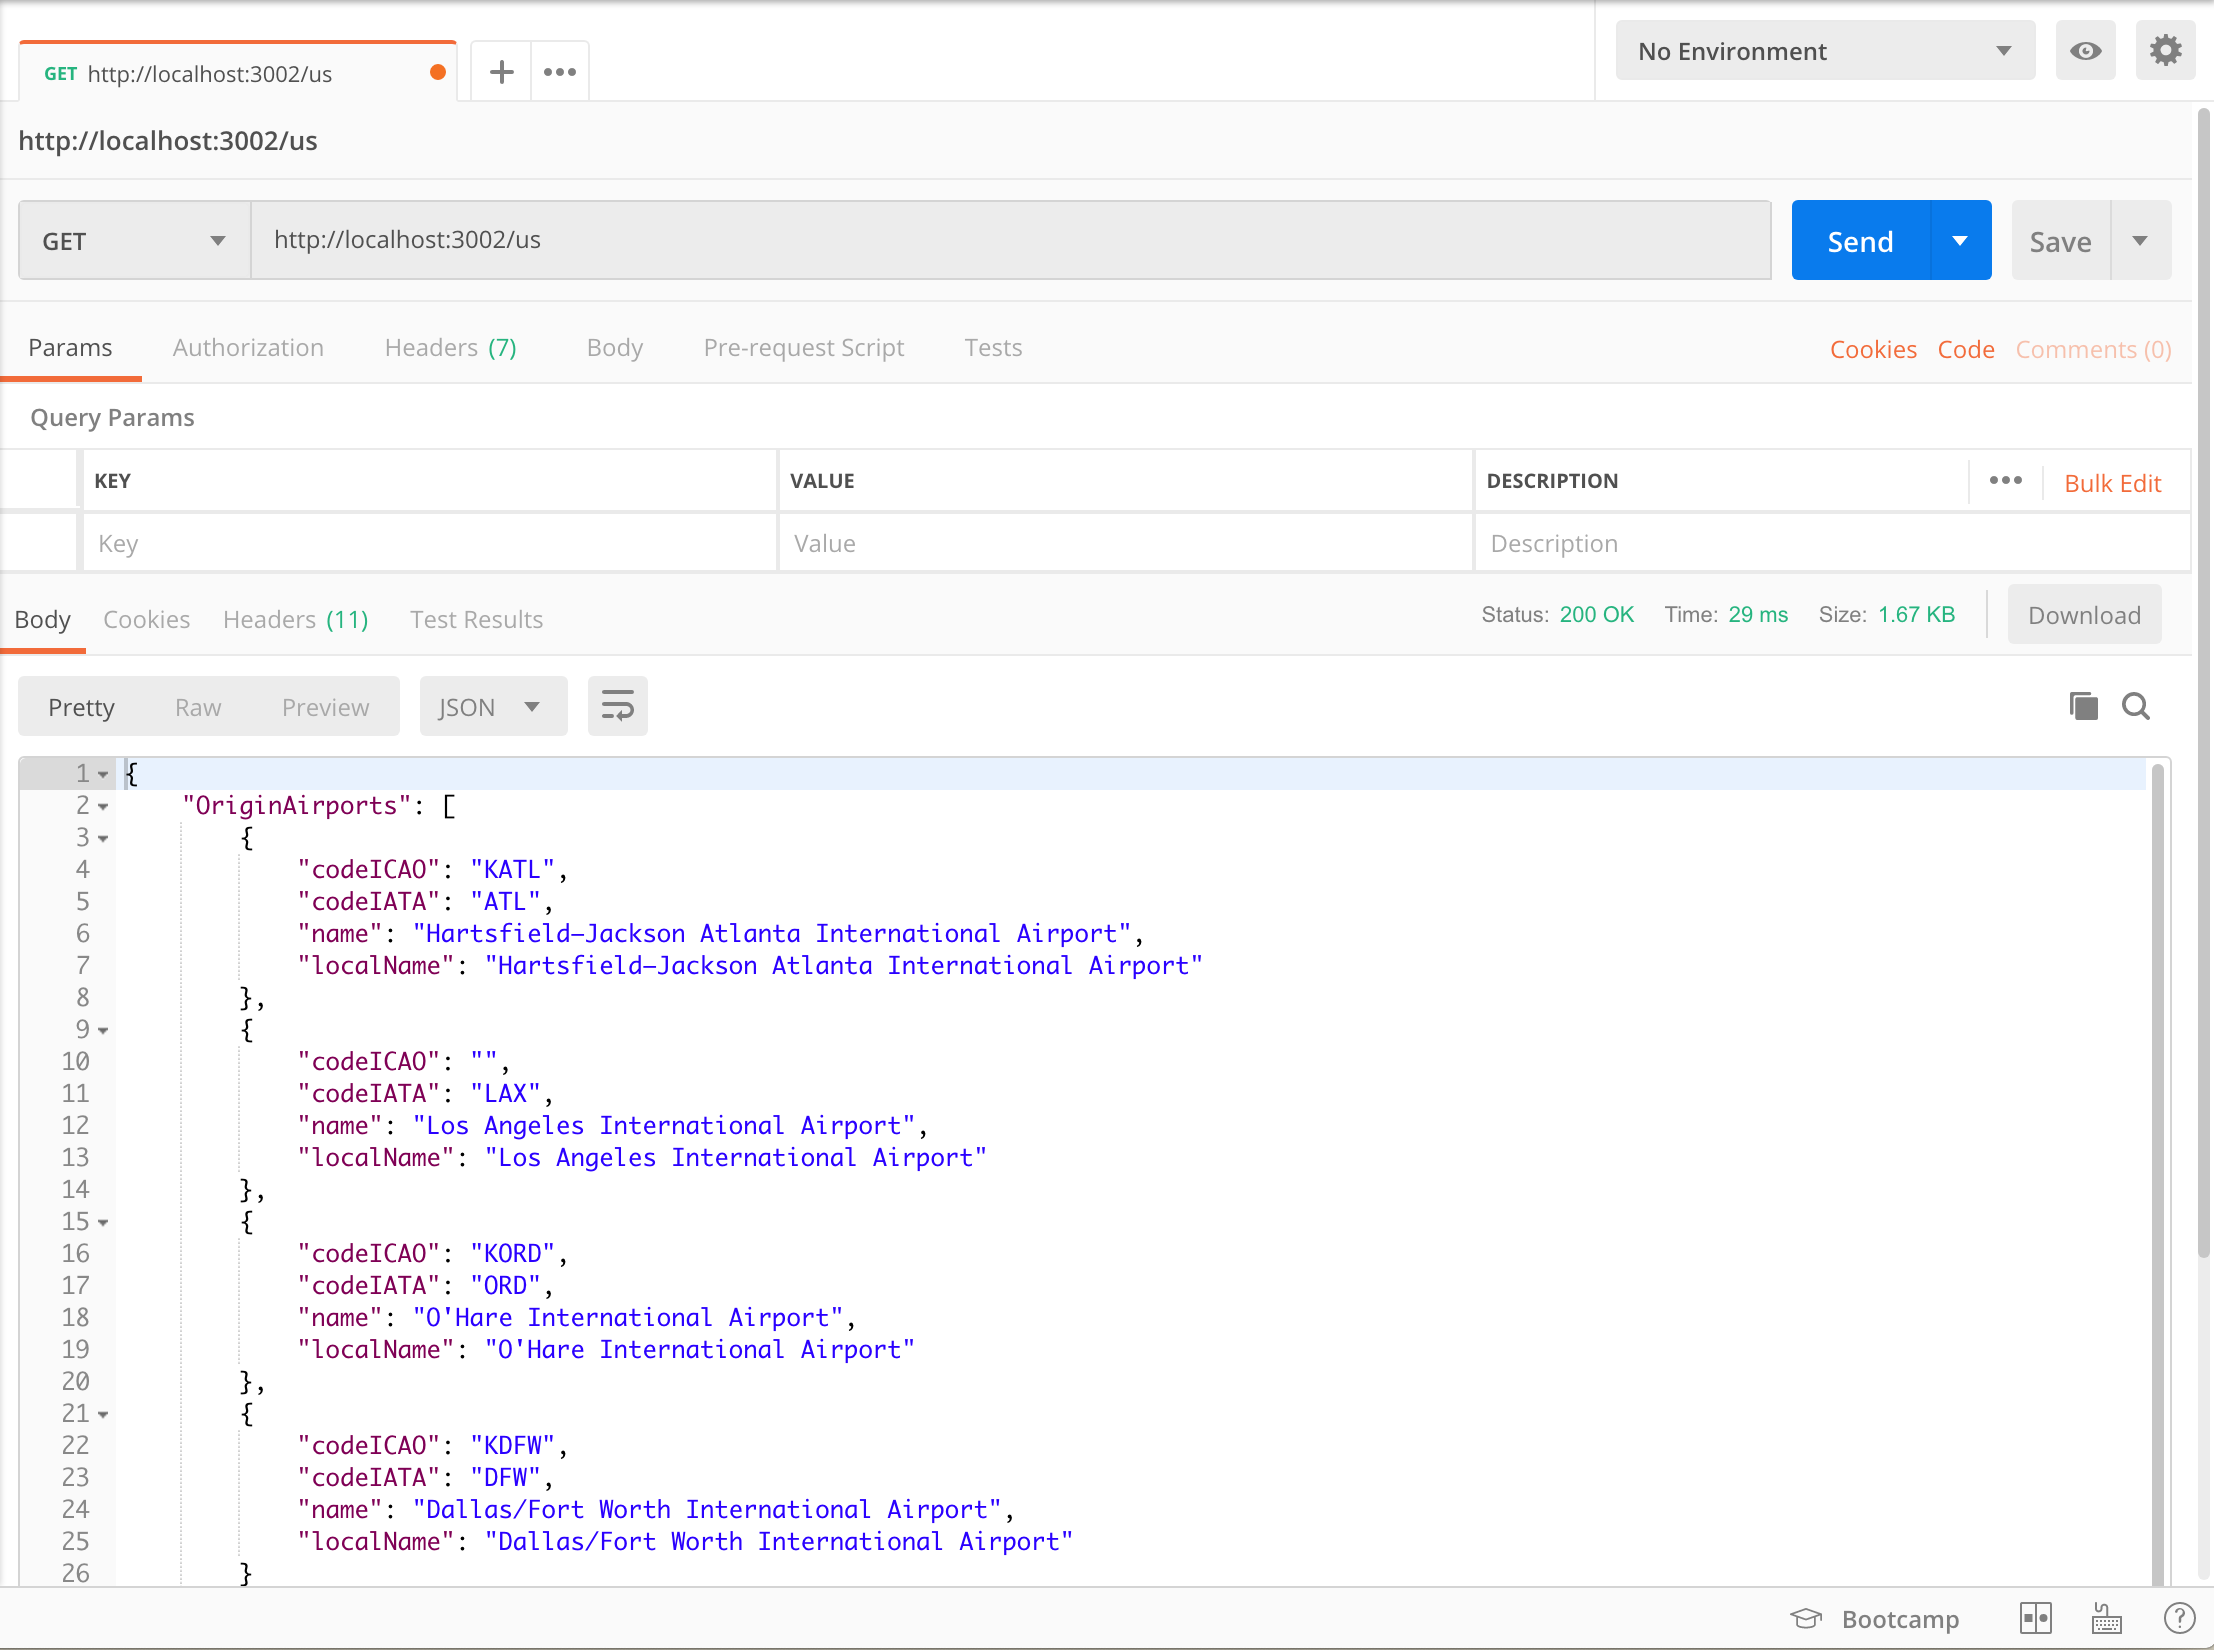 GET http://localhost:3002/us
No Environment
http://localhost:3002/us
GET http://localhost:3002/us Send Save
Params Authorization Headers (7) Body Pre-request Script Tests Cookies Code Comments (0)
Query Params
KEY VALUE DESCRIPTION Bulk Edit
Key Value Description
Body Cookies Headers (11) Test Results Status: 200 OK Time: 29 ms Size: 1.67 KB Download
Pretty Raw Preview JSON
1 {
2 "OriginAirports": [
3 {
4 "codeICAO": "KATL",
5 "codeIATA": "ATL",
6 "name": "Hartsfield–Jackson Atlanta International Airport",
7 "localName": "Hartsfield–Jackson Atlanta International Airport"
8 },
9 {
10 "codeICAO": "",
11 "codeIATA": "LAX",
12 "name": "Los Angeles International Airport",
13 "localName": "Los Angeles International Airport"
14 },
15 {
16 "codeICAO": "KORD",
17 "codeIATA": "ORD",
18 "name": "O'Hare International Airport",
19 "localName": "O'Hare International Airport"
20 },
21 {
22 "codeICAO": "KDFW",
23 "codeIATA": "DFW",
24 "name": "Dallas/Fort Worth International Airport",
25 "localName": "Dallas/Fort Worth International Airport"
26 }
Bootcamp